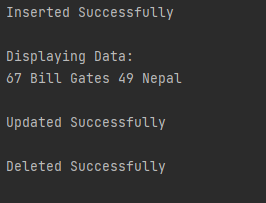 Inserted Successfully
Displaying Data:
67 Bill Gates 49 Nepal
Updated Successfully
Deleted Successfully